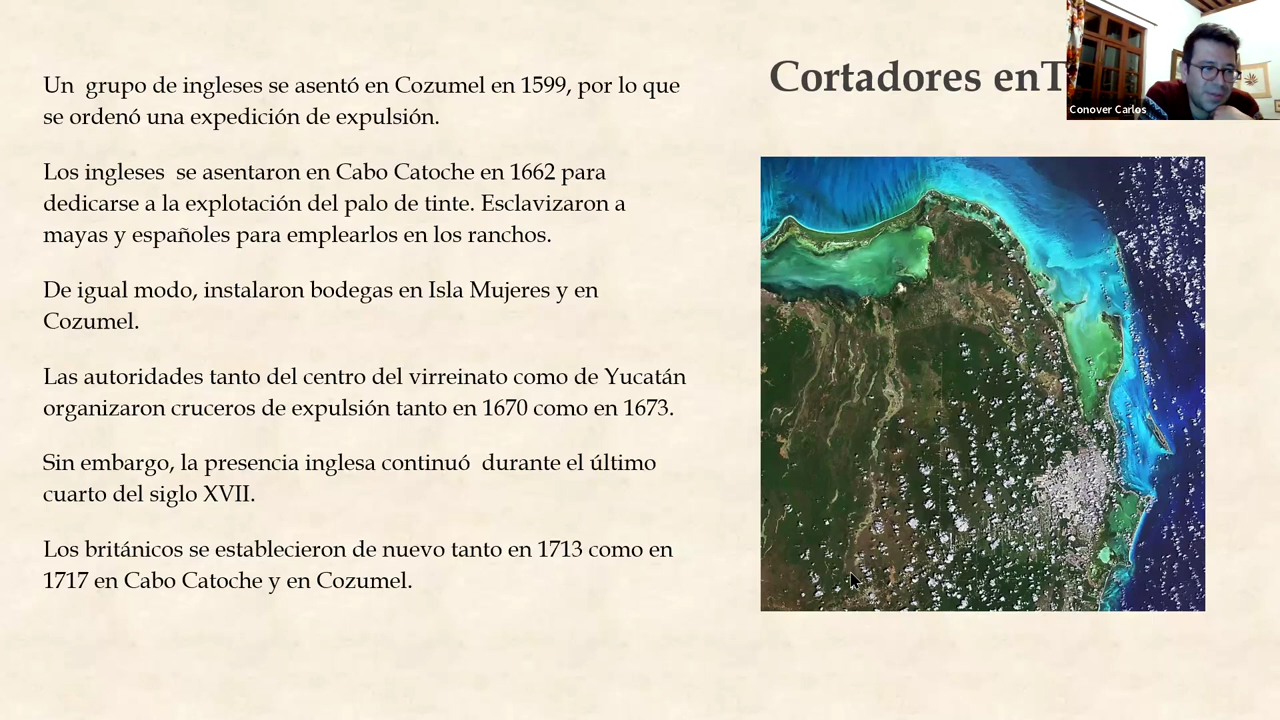 Un grupo de ingleses se asentó en Cozumel en 1599, por lo que
se ordenó una expedición de expulsión.
Los ingleses se asentaron en Cabo Catoche en 1662 para
dedicarse a la explotación del palo de tinte. Esclavizaron a
mayas y españoles para emplearlos en los ranchos.
De igual modo, instalaron bodegas en Isla Mujeres y en
Cozumel.
Las autoridades tanto del centro del virreinato como de Yucatán
organizaron cruceros de expulsión tanto en 1670 como en 1673.
Sin embargo, la presencia inglesa continuó durante el último
cuarto del siglo XVII.
Los británicos se establecieron de nuevo tanto en 1713 como en
1717 en Cabo Catoche y en Cozumel.
Cortadores en
Conover Carlos